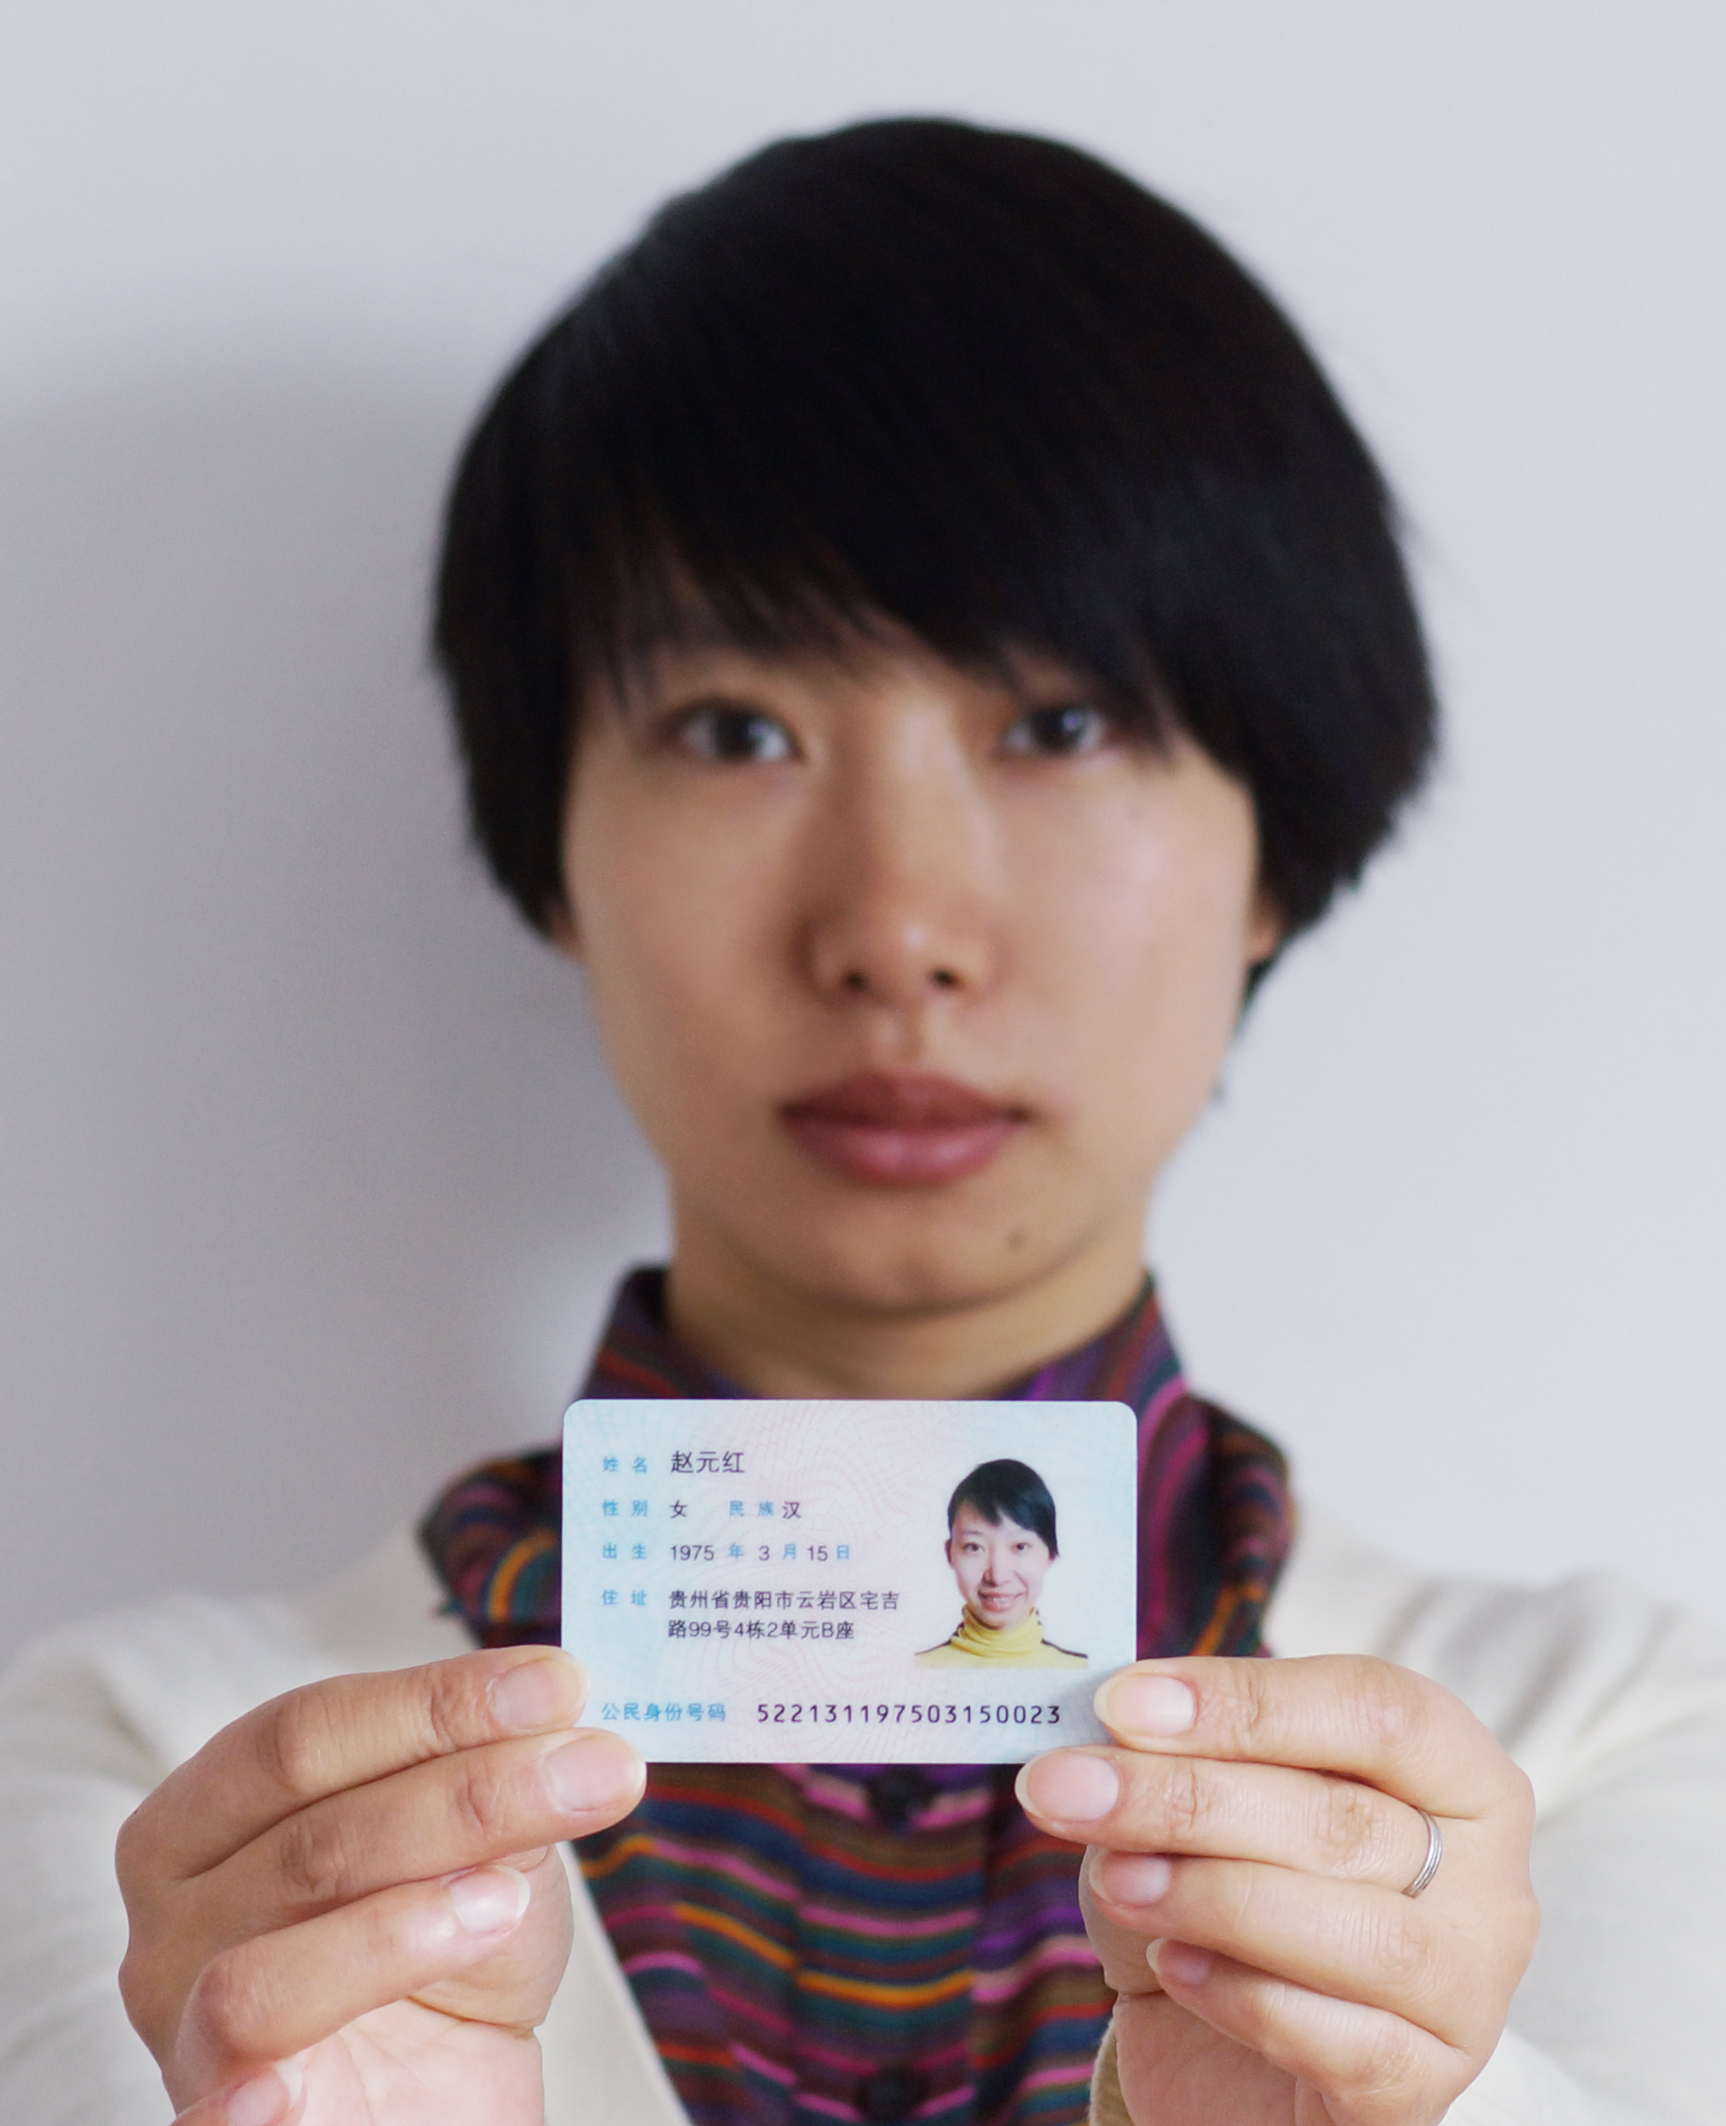 姓名 赵元红
性别 女 民族 汉
出生 1975 年 3 月 15 日
住址 贵州省贵阳市云岩区宅吉
路99号4栋2单元B座
公民身份号码 522131197503150023